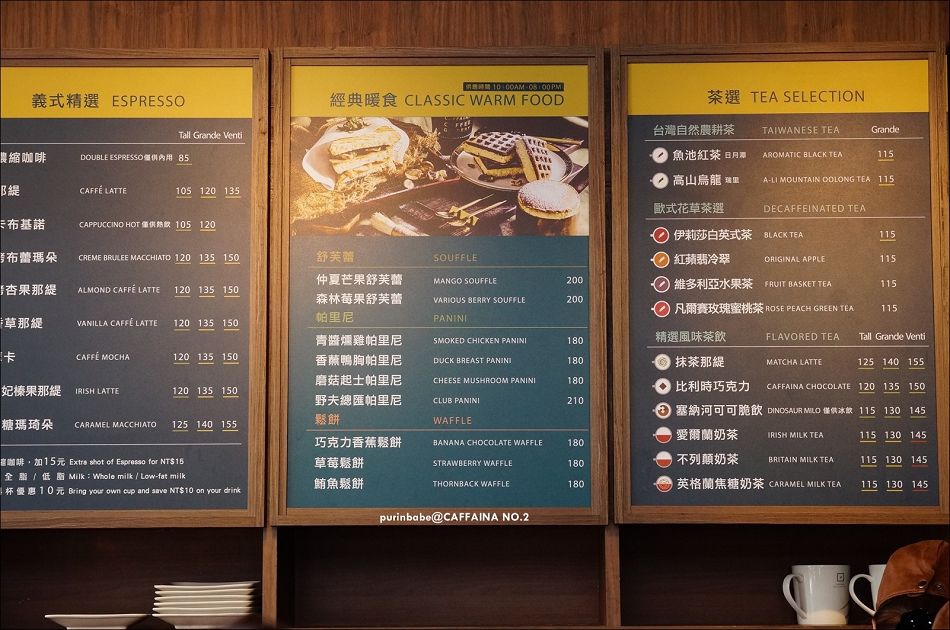 義式精選 ESPRESSO
Tall Grande Venti
濃縮咖啡 DOUBLE ESPRESSO 僅供內用 85
那緹 CAFFÉ LATTE 105 120 135
卡布基諾 CAPPUCCINO HOT 僅供熱飲 105 120
烤布蕾瑪朵 CREME BRULEE MACCHIATO 120 135 150
烤杏果那緹 ALMOND CAFFÉ LATTE 120 135 150
香草那緹 VANILLA CAFFÉ LATTE 120 135 150
卡 CAFFÉ MOCHA 120 135 150
妃榛果那緹 IRISH LATTE 120 135 150
糖瑪琦朵 CARAMEL MACCHIATO 125 140 155
縮咖啡，加15元 Extra shot of Espresso for NT$15
全 脂 / 低 脂 Milk : Whole milk / Low-fat milk
杯優惠10元 Bring your own cup and save NT$10 on your drink
供應時間 10:00AM-08:00PM
經典暖食 CLASSIC WARM FOOD
舒芙蕾 SOUFFLE
仲夏芒果舒芙蕾 MANGO SOUFFLE 200
森林莓果舒芙蕾 VARIOUS BERRY SOUFFLE 200
帕里尼 PANINI
青醬燻雞帕里尼 SMOKED CHICKEN PANINI 180
香蕉鴨胸帕里尼 DUCK BREAST PANINI 180
磨菇起士帕里尼 CHEESE MUSHROOM PANINI 180
野夫總匯帕里尼 CLUB PANINI 210
鬆餅 WAFFLE
巧克力香蕉鬆餅 BANANA CHOCOLATE WAFFLE 180
草莓鬆餅 STRAWBERRY WAFFLE 180
鮪魚鬆餅 THORNBACK WAFFLE 180
purinbabe@CAFFAINA NO.2
茶選 TEA SELECTION
台灣自然農耕茶 TAIWANESE TEA Grande
魚池紅茶 日月潭 AROMATIC BLACK TEA 115
高山烏龍 瑞里 A-LI MOUNTAIN OOLONG TEA 115
歐式花草茶選 DECAFFEINATED TEA
伊莉莎白英式茶 BLACK TEA 115
紅蘋翡冷翠 ORIGINAL APPLE 115
維多利亞水果茶 FRUIT BASKET TEA 115
凡爾賽玫瑰蜜桃茶 ROSE PEACH GREEN TEA 115
精選風味茶飲 FLAVORED TEA Tall Grande Venti
抹茶那緹 MATCHA LATTE 125 140 155
比利時巧克力 CAFFAINA CHOCOLATE 120 135 150
塞納河可可脆飲 DINOSAUR MILO 僅供冰飲 115 130 145
愛爾蘭奶茶 IRISH MILK TEA 115 130 145
不列顛奶茶 BRITAIN MILK TEA 115 130 145
英格蘭焦糖奶茶 CARAMEL MILK TEA 115 130 145